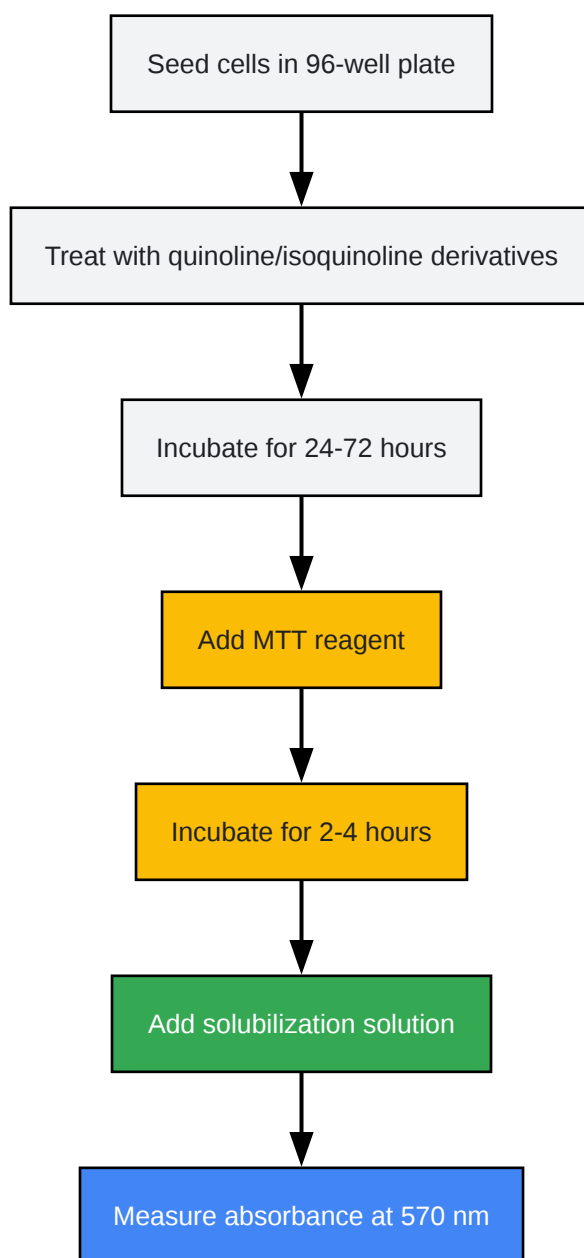 Seed cells in 96-well plate
Treat with quinoline/isoquinoline derivatives
Incubate for 24-72 hours
Add MTT reagent
Incubate for 2-4 hours
Add solubilization solution
Measure absorbance at 570 nm